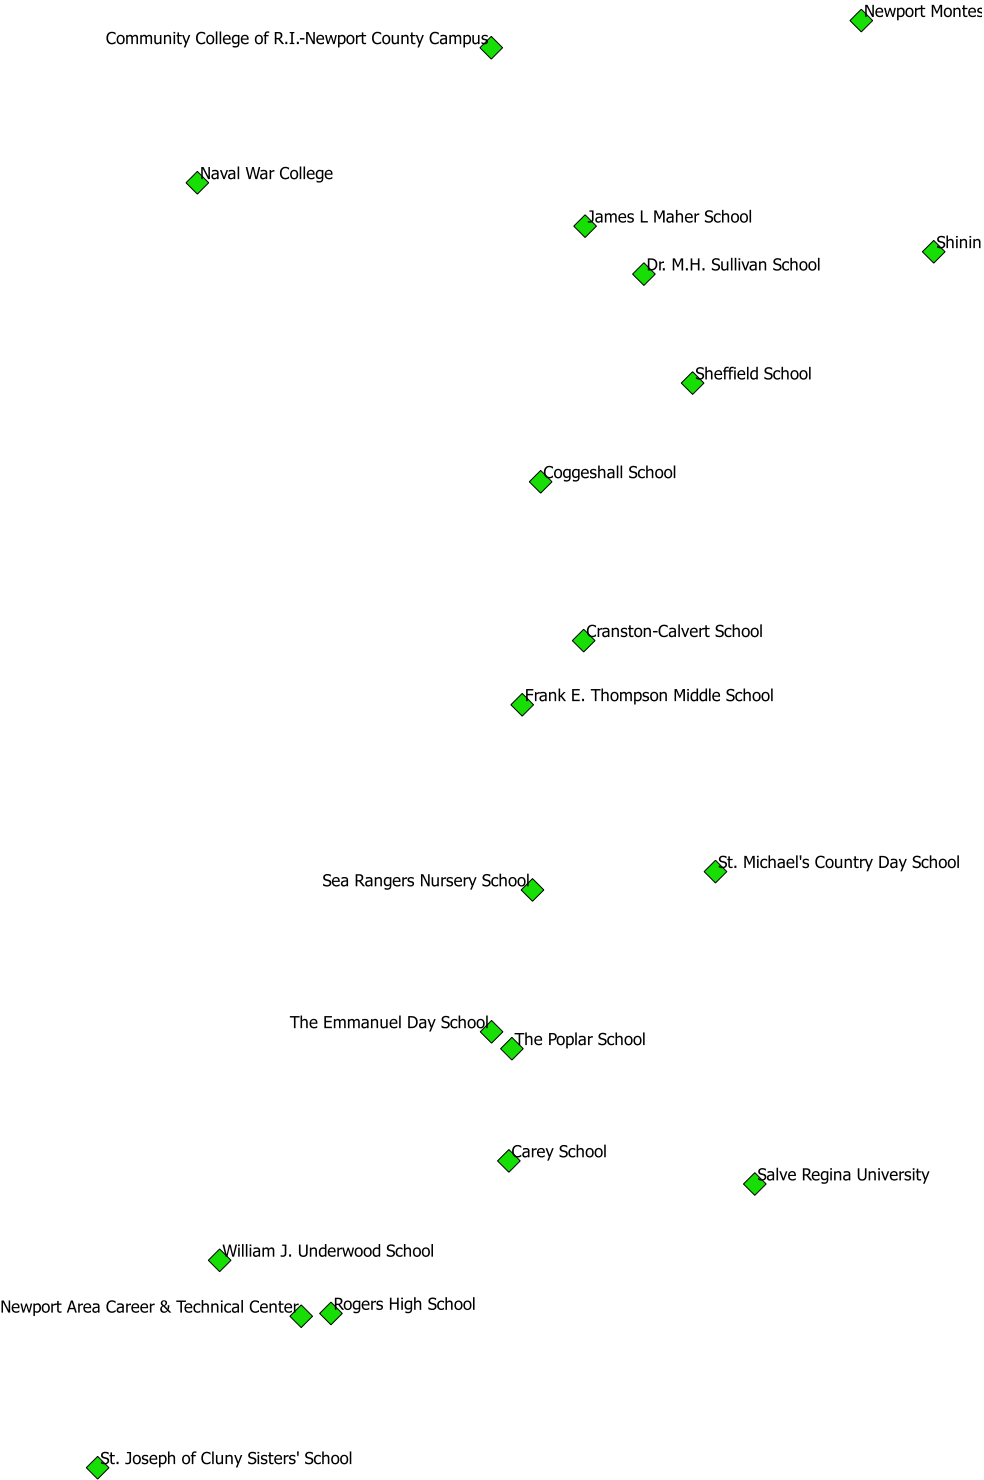 Newport Montes
Community College of R.I.-Newport County Campus
Naval War College
James L Maher School
Shinin
Dr. M.H. Sullivan School
Sheffield School
Coggeshall School
Cranston-Calvert School
Frank E. Thompson Middle School
St. Michael's Country Day School
Sea Rangers Nursery School
The Emmanuel Day School
The Poplar School
Carey School
Salve Regina University
William J. Underwood School
Rogers High School
Newport Area Career & Technical Center
St. Joseph of Cluny Sisters' School